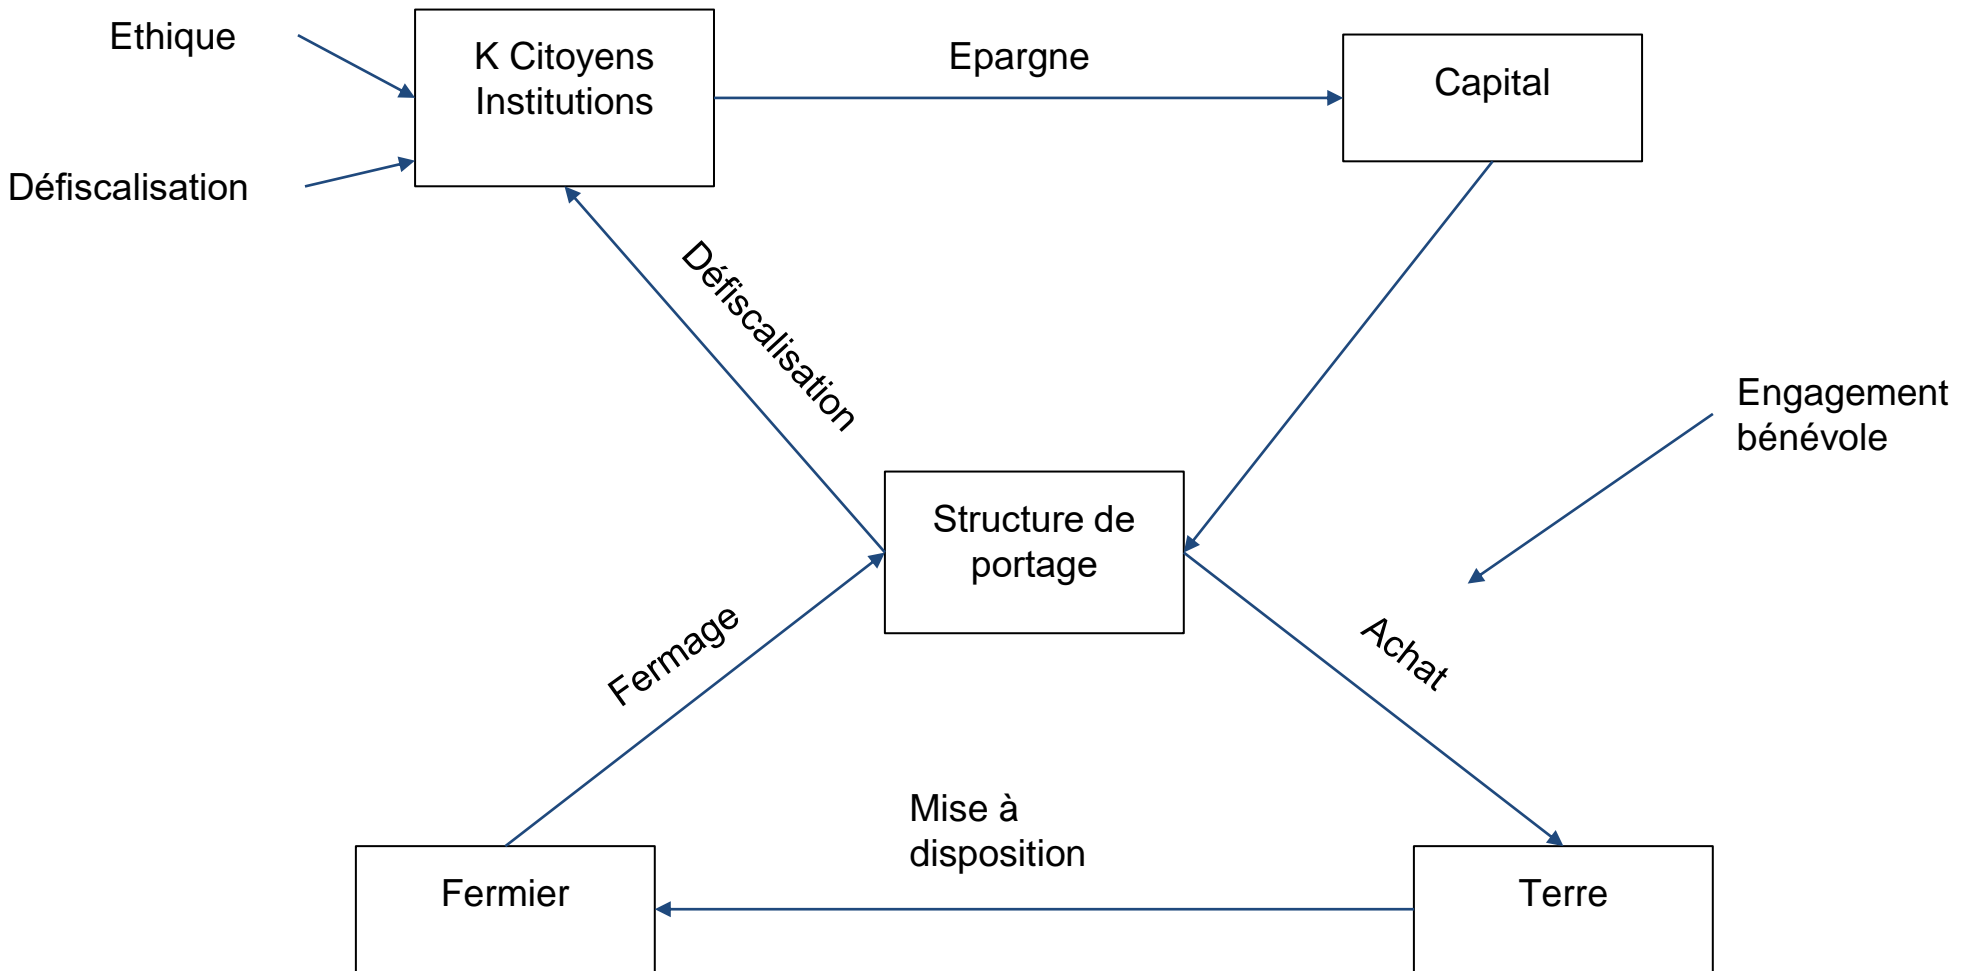 Ethique
K Citoyens
Institutions
Epargne
Capital
Défiscalisation
Défiscalisation
Engagement
bénévole
Structure de
portage
Fermage
Achat
Mise à
disposition
Fermier
Terre